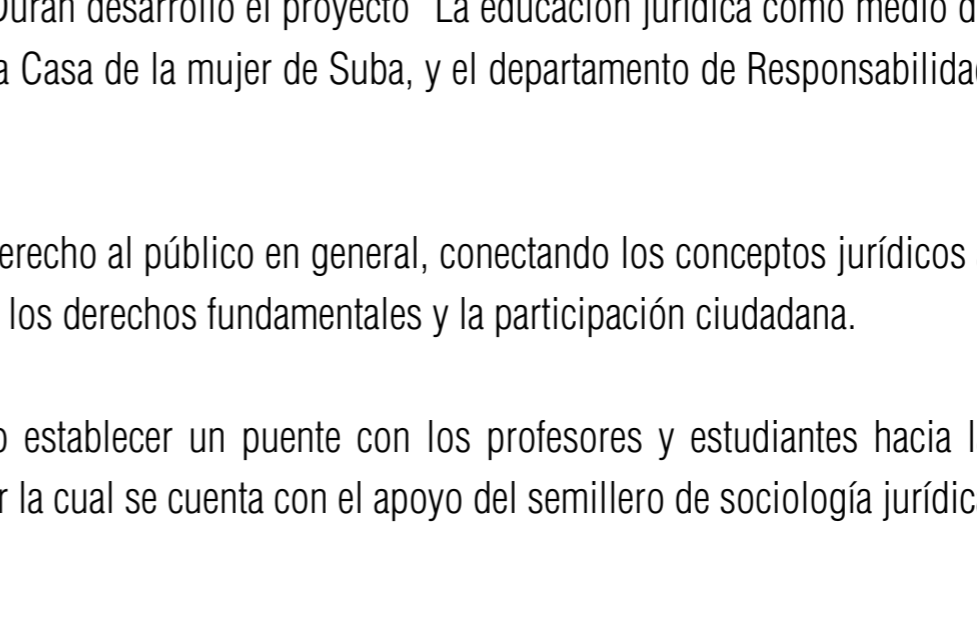 Durán desarrolló el proyecto "La educación jurídica como medio d
a Casa de la mujer de Suba, y el departamento de Responsabilida
erecho al público en general, conectando los conceptos jurídicos
los derechos fundamentales y la participación ciudadana.
o establecer un puente con los profesores y estudiantes hacia l
r la cual se cuenta con el apoyo del semillero de sociología jurídic